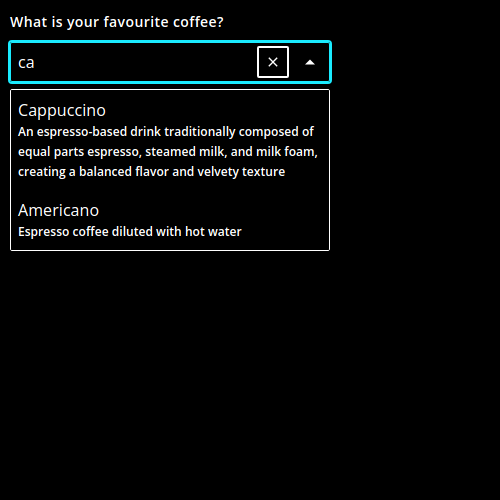 What is your favourite coffee?
ca
Cappuccino
An espresso-based drink traditionally composed of
equal parts espresso, steamed milk, and milk foam,
creating a balanced flavor and velvety texture
Americano
Espresso coffee diluted with hot water